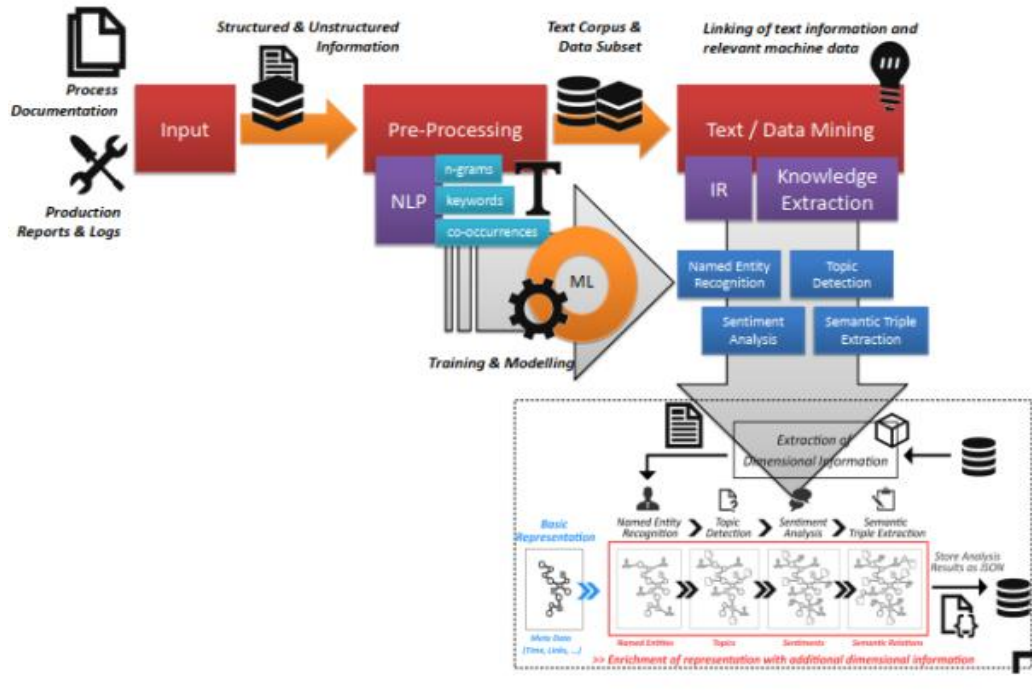 Structured & Unstructured
Information
Text Corpus &
Data Subset
Linking of text information and
relevant machine data
Process
Documentation
Input
Pre-Processing
Text / Data Mining
Production
Reports & Logs
NLP
n-grams
keywords
co-occurrences
IR
Knowledge
Extraction
ML
Training & Modelling
Named Entity
Recognition
Topic
Detection
Sentiment
Analysis
Semantic Triple
Extraction
Extraction of
Dimensional Information
Basic
Representation
Named Entity
Recognition
Topic
Detection
Sentiment
Analysis
Semantic
Triple Extraction
Store Analysis
Results as JSON
Meta Data
(Time, Links, ...)
Named Entities
Topics
Sentiments
Semantic Relations
>> Enrichment of representation with additional dimensional information